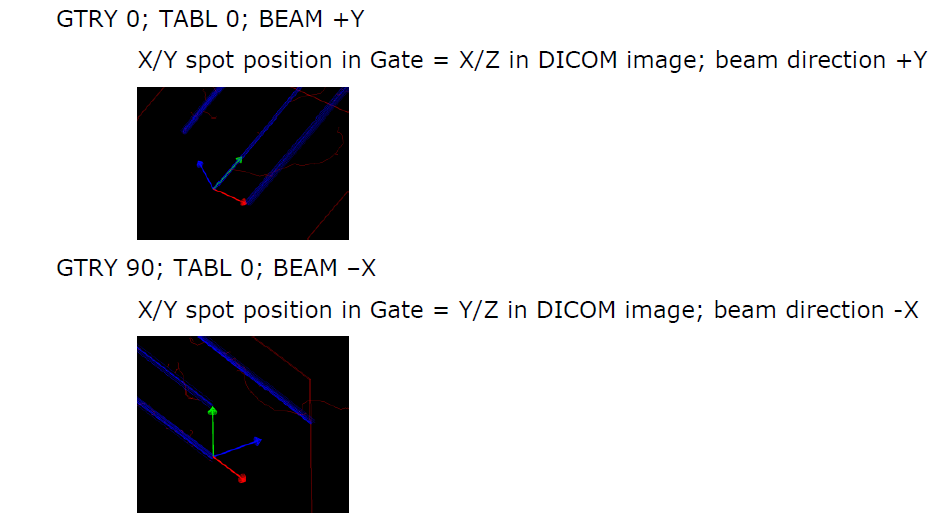 GTRY 0; TABL 0; BEAM +Y
X/Y spot position in Gate = X/Z in DICOM image; beam direction +Y
GTRY 90; TABL 0; BEAM –X
X/Y spot position in Gate = Y/Z in DICOM image; beam direction -X